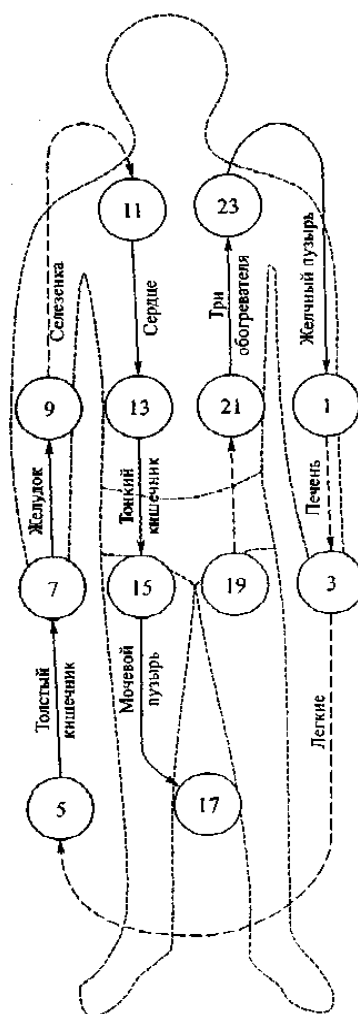 11
23
Селезенка
Сердце
Три
обогревателя
Желчный пузырь
9
13
21
1
Желудок
Тонкий
кишечник
Печень
7
15
19
3
Толстый
кишечник
Мочевой
пузырь
Легкие
5
17